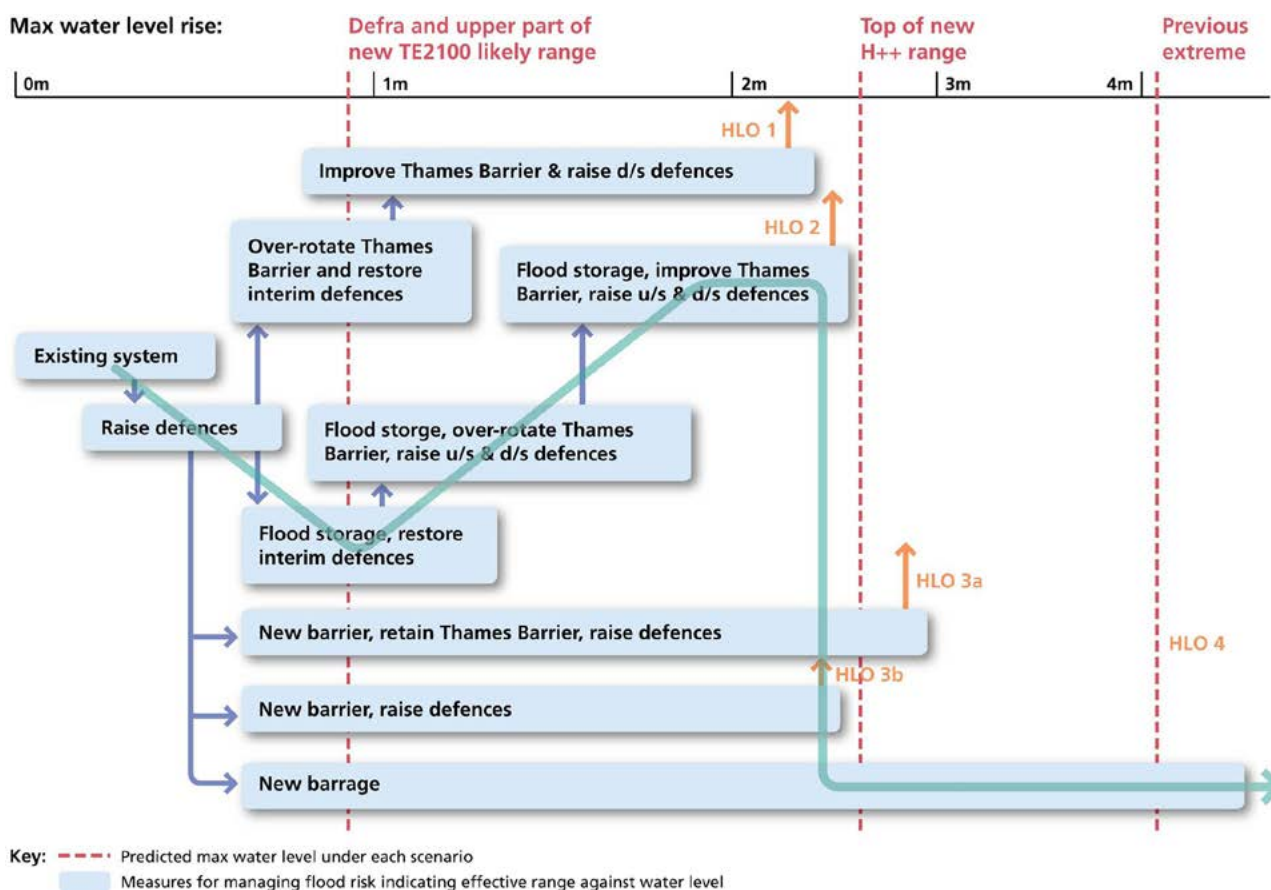 Max water level rise:
Defra and upper part of
new TE2100 likely range
Top of new
H++ range
Previous
extreme
0m
1m
2m
3m
4m
HLO 1
Improve Thames Barrier & raise d/s defences
HLO 2
Over-rotate Thames
Barrier and restore
interim defences
Flood storage, improve Thames
Barrier, raise u/s & d/s defences
Existing system
Raise defences
Flood storge, over-rotate Thames
Barrier, raise u/s & d/s defences
Flood storage, restore
interim defences
HLO 3a
New barrier, retain Thames Barrier, raise defences
HLO 4
HLO 3b
New barrier, raise defences
New barrage
Key:
Predicted max water level under each scenario
Measures for managing flood risk indicating effective range against water level